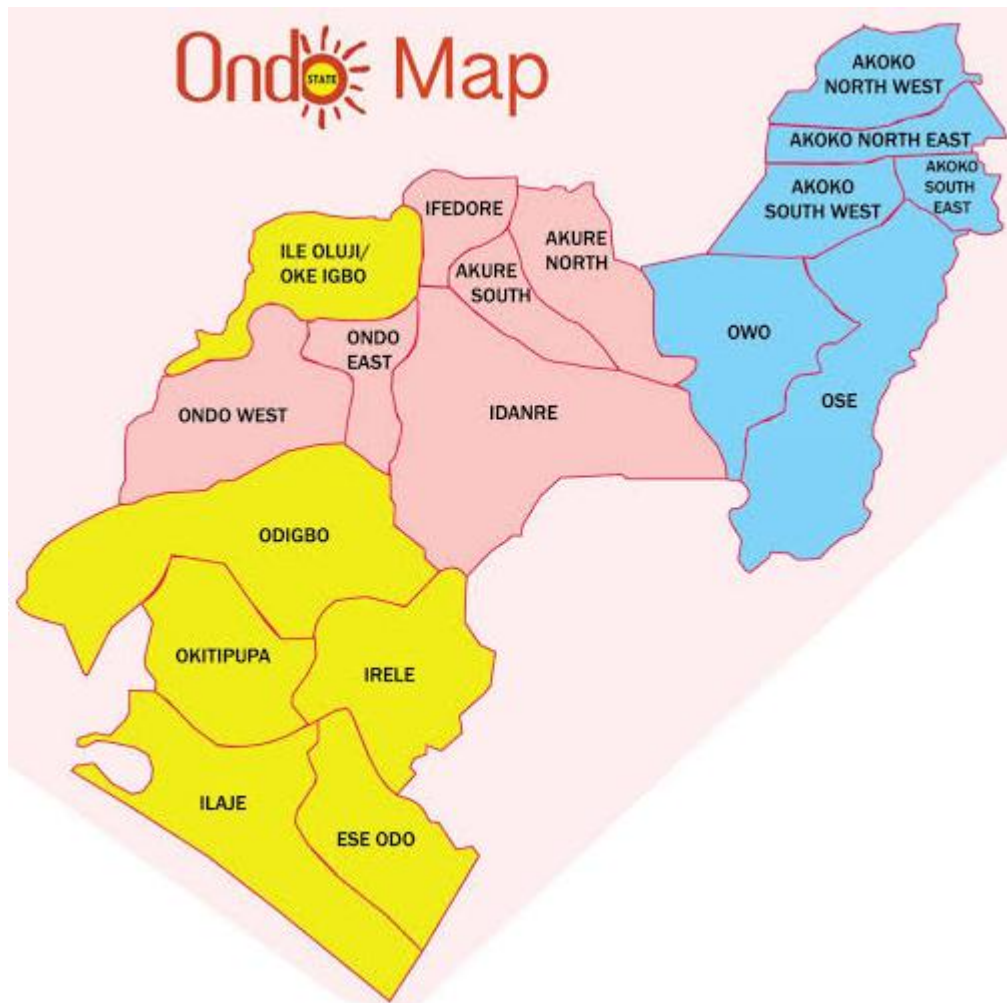 Ondo Map
STATE
AKOKO
NORTH WEST
AKOKO NORTH EAST
AKOKO
SOUTH
EAST
AKOKO
SOUTH WEST
IFEDORE
AKURE
NORTH
ILE OLUJI/
OKE IGBO
AKURE
SOUTH
ONDO
EAST
OWO
OSE
ONDO WEST
IDANRE
ODIGBO
OKITIPUPA
IRELE
ILAJE
ESE ODO